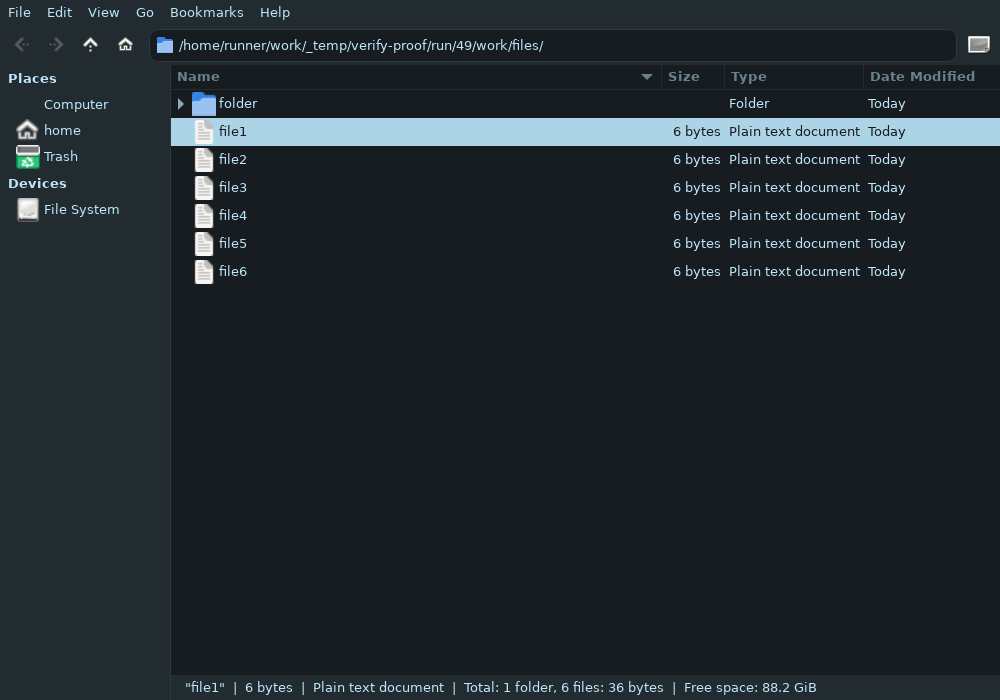 File Edit View Go Bookmarks Help
/home/runner/work/_temp/verify-proof/run/49/work/files/
Places
Computer
home
Trash
Devices
File System
Name Size Type Date Modified
folder Folder Today
file1 6 bytes Plain text document Today
file2 6 bytes Plain text document Today
file3 6 bytes Plain text document Today
file4 6 bytes Plain text document Today
file5 6 bytes Plain text document Today
file6 6 bytes Plain text document Today
"file1" | 6 bytes | Plain text document | Total: 1 folder, 6 files: 36 bytes | Free space: 88.2 GiB